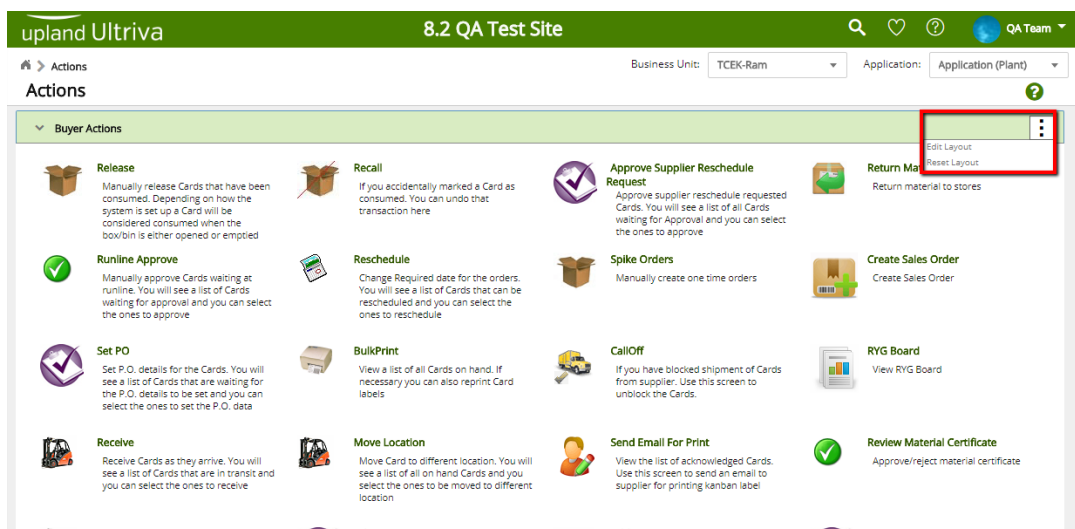 upland Ultriva
8.2 QA Test Site
QA Team
Actions
Business Unit:
TCEK-Ram
Application:
Application (Plant)
Actions
Buyer Actions
Edit Layout
Reset Layout
Release
Manually release Cards that have been
consumed. Depending on how the
system is set up a Card will be
considered consumed when the
box/bin is either opened or emptied
Recall
If you accidentally marked a Card as
consumed. You can undo that
transaction here
Approve Supplier Reschedule
Request
Approve supplier reschedule requested
Cards. You will see a list of all Cards
waiting for Approval and you can select
the ones to approve
Return Ma
Return material to stores
Runline Approve
Manually approve Cards waiting at
runline. You will see a list of Cards
waiting for approval and you can select
the ones to approve
Reschedule
Change Required date for the orders.
You will see a list of Cards that can be
rescheduled and you can select the
ones to reschedule
Spike Orders
Manually create one time orders
Create Sales Order
Create Sales Order
Set PO
Set P.O. details for the Cards. You will
see a list of Cards that are waiting for
the P.O. details to be set and you can
select the ones to set the P.O. data
BulkPrint
View a list of all Cards on hand. If
necessary you can also reprint Card
labels
CallOff
If you have blocked shipment of Cards
from supplier. Use this screen to
unblock the Cards.
RYG Board
View RYG Board
Receive
Receive Cards as they arrive. You will
see a list of Cards that are in transit and
you can select the ones to receive
Move Location
Move Card to different location. You will
see a list of all on hand Cards and you
select the ones to be moved to different
location
Send Email For Print
View the list of acknowledged Cards.
Use this screen to send an email to
supplier for printing kanban label
Review Material Certificate
Approve/reject material certificate